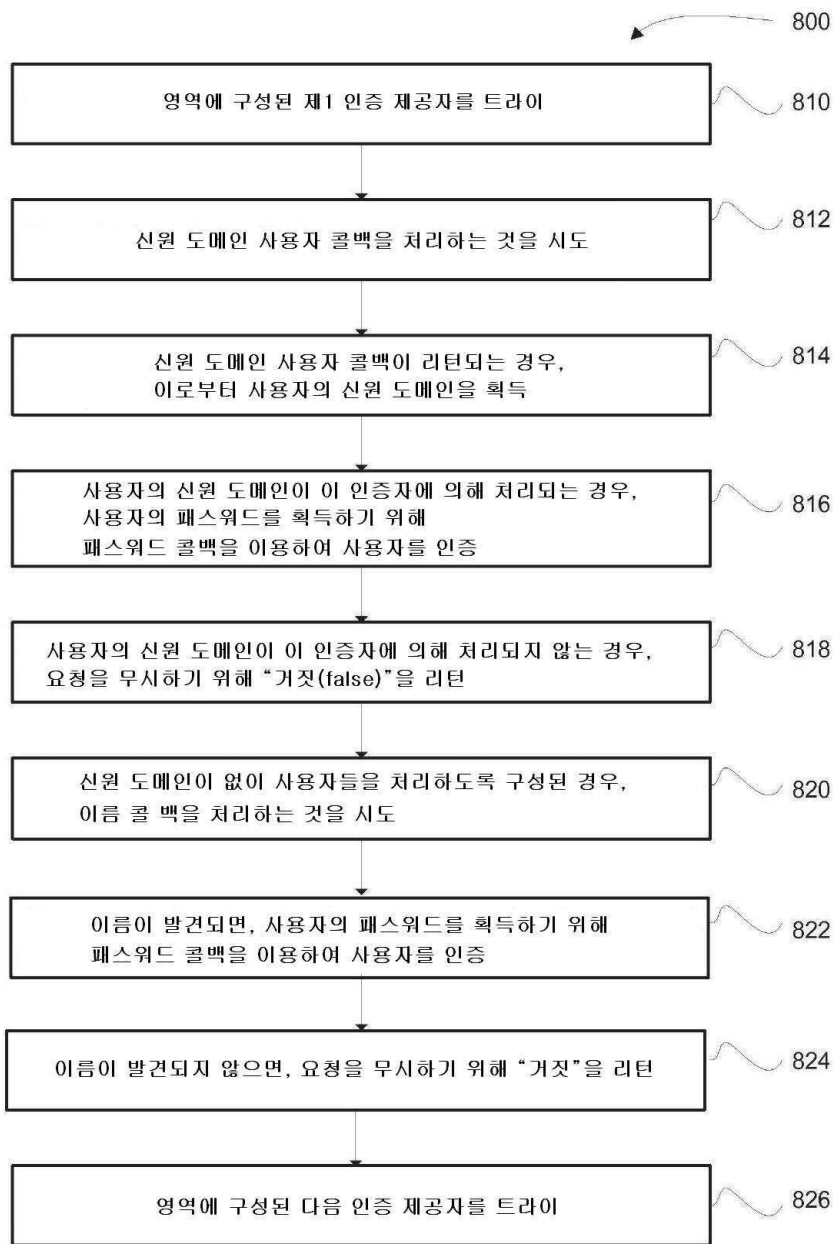 800
영역에 구성된 제1 인증 제공자를 트라이
810
신원 도메인 사용자 콜백을 처리하는 것을 시도
812
신원 도메인 사용자 콜백이 리턴되는 경우,
이로부터 사용자의 신원 도메인을 획득
814
사용자의 신원 도메인이 이 인증자에 의해 처리되는 경우,
사용자의 패스워드를 획득하기 위해
패스워드 콜백을 이용하여 사용자를 인증
816
사용자의 신원 도메인이 이 인증자에 의해 처리되지 않는 경우,
요청을 무시하기 위해 “거짓(false)”을 리턴
818
신원 도메인이 없이 사용자들을 처리하도록 구성된 경우,
이름 콜 백을 처리하는 것을 시도
820
이름이 발견되면, 사용자의 패스워드를 획득하기 위해
패스워드 콜백을 이용하여 사용자를 인증
822
이름이 발견되지 않으면, 요청을 무시하기 위해 “거짓”을 리턴
824
영역에 구성된 다음 인증 제공자를 트라이
826